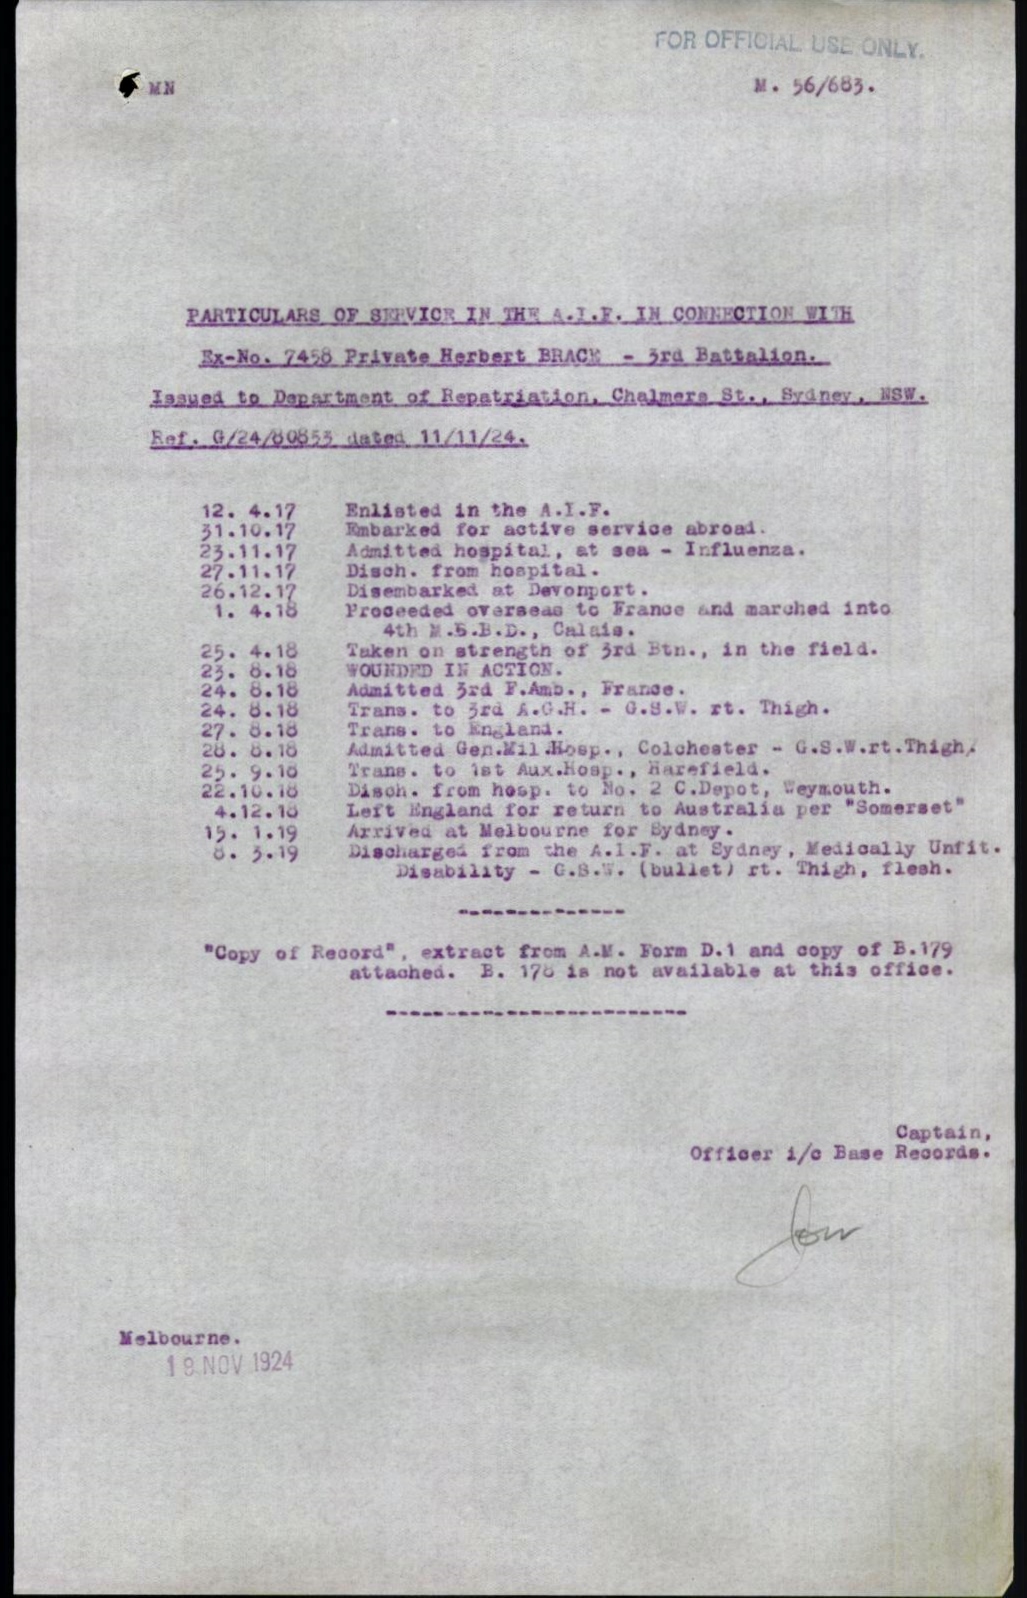 FOR OFFICIAL USE ONLY.
MN
M. 56/683.
PARTICULARS OF SERVICE IN THE A.I.F. IN CONNECTION WITH
Ex-No. 7458 Private Herbert BRACE - 3rd Battalion.
Issued to Department of Repatriation, Chalmers St., Sydney, NSW.
Ref. G/24/80853 dated 11/11/24.
12. 4.17 Enlisted in the A.I.F.
31.10.17 Embarked for active service abroad.
23.11.17 Admitted hospital, at sea - Influenza.
27.11.17 Disch. from hospital.
26.12.17 Disembarked at Devonport.
1. 4.18 Proceeded overseas to France and marched into
4th M.S.B.D., Calais.
25. 4.18 Taken on strength of 3rd Btn., in the field.
23. 8.18 WOUNDED IN ACTION.
24. 8.18 Admitted 3rd F.Amb., France.
24. 8.18 Trans. to 3rd A.G.H. - G.S.W. rt. Thigh.
27. 8.18 Trans. to England.
28. 8.18 Admitted Gen.Mil.Hosp., Colchester - G.S.W.rt.Thigh.
25. 9.18 Trans. to 1st Aux.Hosp., Harefield.
22.10.18 Disch. from hosp. to No. 2 C.Depot, Weymouth.
4.12.18 Left England for return to Australia per "Somerset"
15. 1.19 Arrived at Melbourne for Sydney.
8. 3.19 Discharged from the A.I.F. at Sydney, Medically Unfit.
Disability - G.S.W. (bullet) rt. Thigh, flesh.
--------------
"Copy of Record", extract from A.M. Form D.1 and copy of B.179
attached. B. 178 is not available at this office.
-------------------------
Captain,
Officer i/c Base Records.
Melbourne.
18 NOV 1924